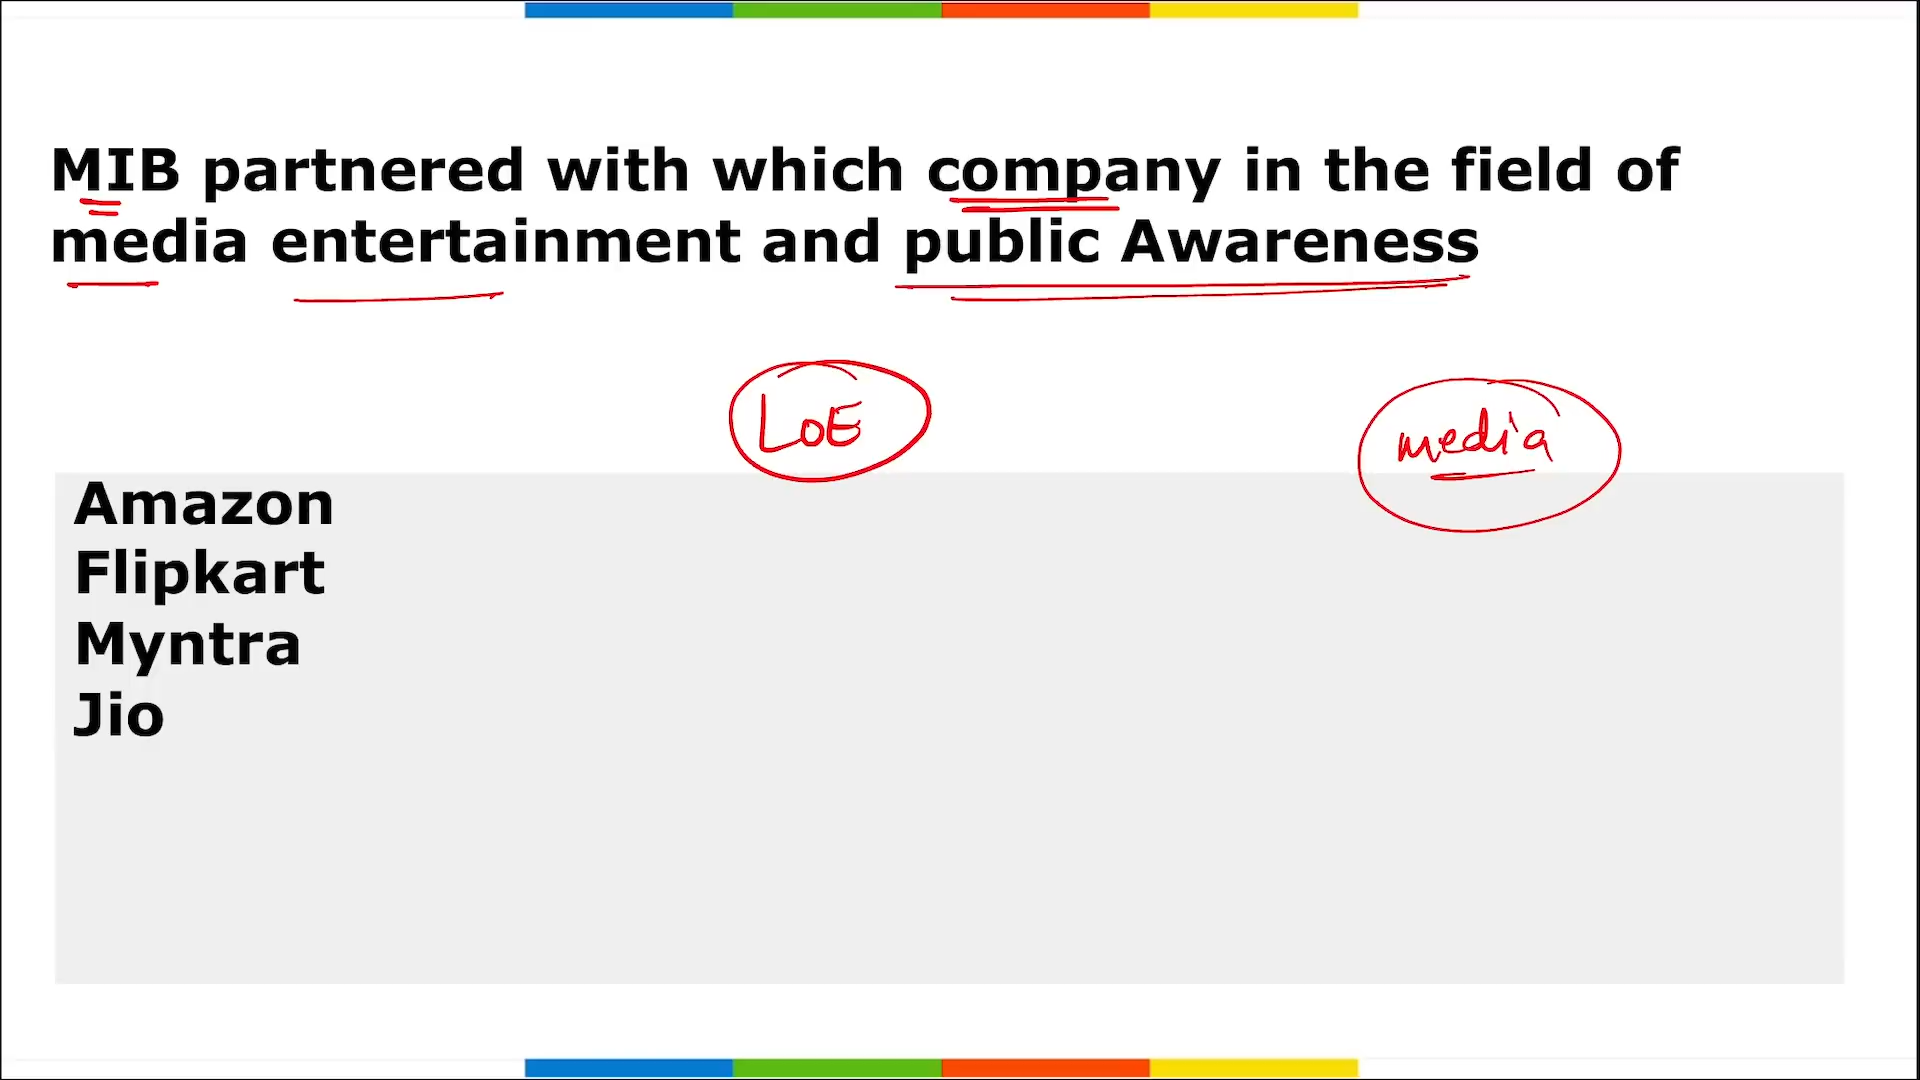 MIB partnered with which company in the field of
media entertainment and public Awareness
LoE
media
Amazon
Flipkart
Myntra
Jio